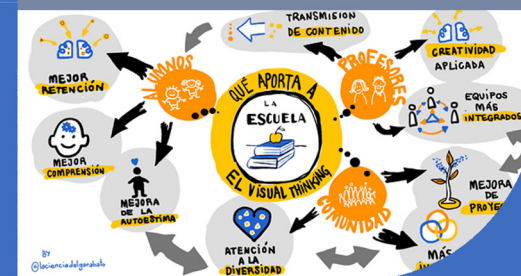 TRANSMISION
DE CONTENIDO
ALUMNOS
PROFESORES
CREATIVIDAD
APLICADA
MEJOR
RETENCIÓN
QUÉ APORTA A
LA
ESCUELA
EL VISUAL THINKING
EQUIPOS
MÁS
INTEGRADOS
MEJOR
COMPRENSIÓN
MEJORA
DE LA
AUTOESTIMA
COMUNIDAD
MEJORA
DE
ATENCIÓN
A LA
DIVERSIDAD
MÁS
BY
@lacienciadelgarabato